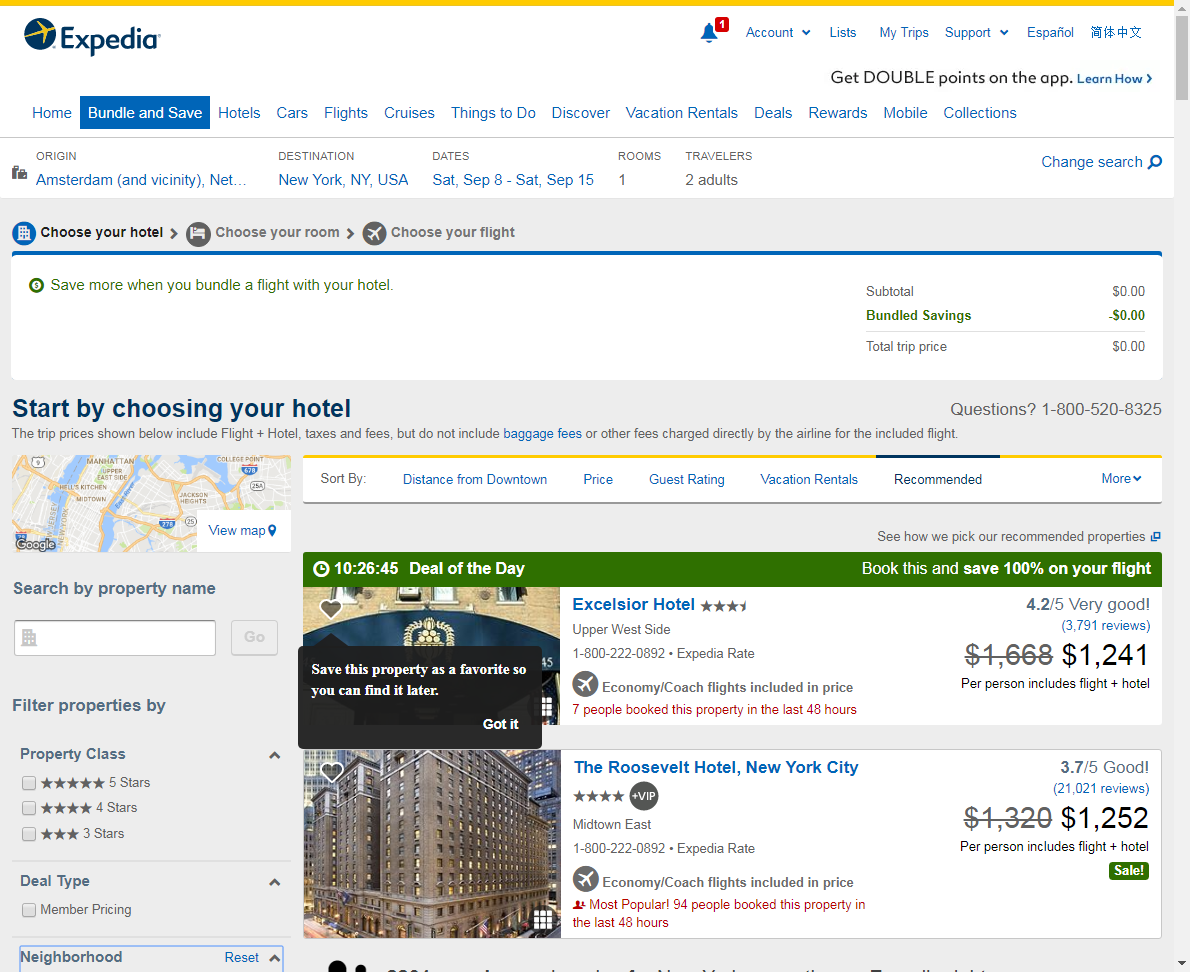 Expedia
1
Account
Lists
My Trips
Support
Español
简体中文
Get DOUBLE points on the app. Learn How
Home
Bundle and Save
Hotels
Cars
Flights
Cruises
Things to Do
Discover
Vacation Rentals
Deals
Rewards
Mobile
Collections
ORIGIN
Amsterdam (and vicinity), Net...
DESTINATION
New York, NY, USA
DATES
Sat, Sep 8 - Sat, Sep 15
ROOMS
1
TRAVELERS
2 adults
Change search
Choose your hotel
Choose your room
Choose your flight
Save more when you bundle a flight with your hotel.
Subtotal $0.00
Bundled Savings -$0.00
Total trip price $0.00
Start by choosing your hotel
Questions? 1-800-520-8325
The trip prices shown below include Flight + Hotel, taxes and fees, but do not include baggage fees or other fees charged directly by the airline for the included flight.
9
MANHATTAN
COLLEGE POINT
UPPER
EAST SIDE
678
HELL'S KITCHEN
25A
MIDTOWN
JACKSON
HEIGHTS
East River
278
25
NEW JERSEY
NEW YORK
Google
View map
Sort By:
Distance from Downtown
Price
Guest Rating
Vacation Rentals
Recommended
More
See how we pick our recommended properties
Search by property name
Go
Filter properties by
Property Class
5 Stars
4 Stars
3 Stars
Deal Type
Member Pricing
Neighborhood
Reset
10:26:45 Deal of the Day
Book this and save 100% on your flight
45
Save this property as a favorite so
you can find it later.
Got it
Excelsior Hotel
Upper West Side
1-800-222-0892 • Expedia Rate
Economy/Coach flights included in price
7 people booked this property in the last 48 hours
4.2/5 Very good!
(3,791 reviews)
$1,668 $1,241
Per person includes flight + hotel
The Roosevelt Hotel, New York City
+VIP
Midtown East
1-800-222-0892 • Expedia Rate
Economy/Coach flights included in price
Most Popular! 94 people booked this property in
the last 48 hours
3.7/5 Good!
(21,021 reviews)
$1,320 $1,252
Per person includes flight + hotel
Sale!